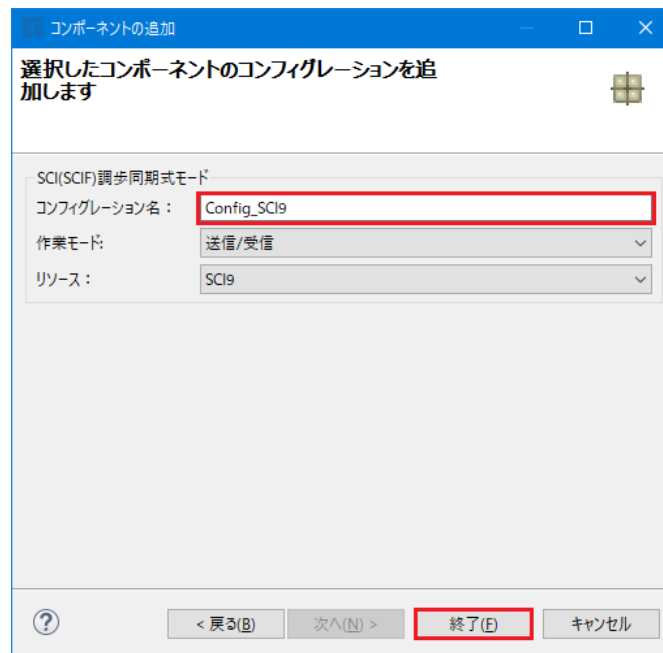 コンポーネントの追加
選択したコンポーネントのコンフィグレーションを追
加します
SCI(SCIF)調歩同期式モード
コンフィグレーション名： Config_SCI9
作業モード: 送信/受信
リソース： SCI9
< 戻る(B) 次へ(N) > 終了(F) キャンセル